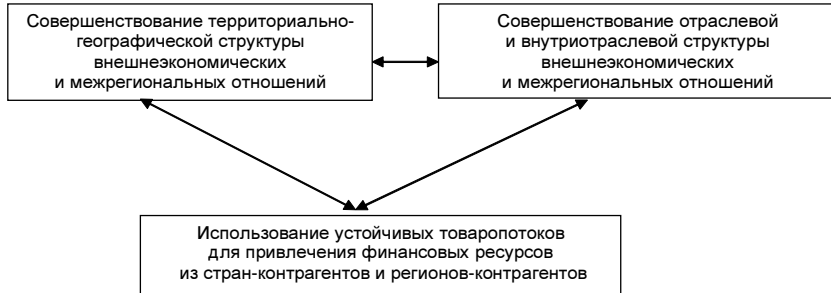 Совершенствование территориально-
географической структуры
внешнеэкономических
и межрегиональных отношений
Совершенствование отраслевой
и внутриотраслевой структуры
внешнеэкономических
и межрегиональных отношений
Использование устойчивых товаропотоков
для привлечения финансовых ресурсов
из стран-контрагентов и регионов-контрагентов